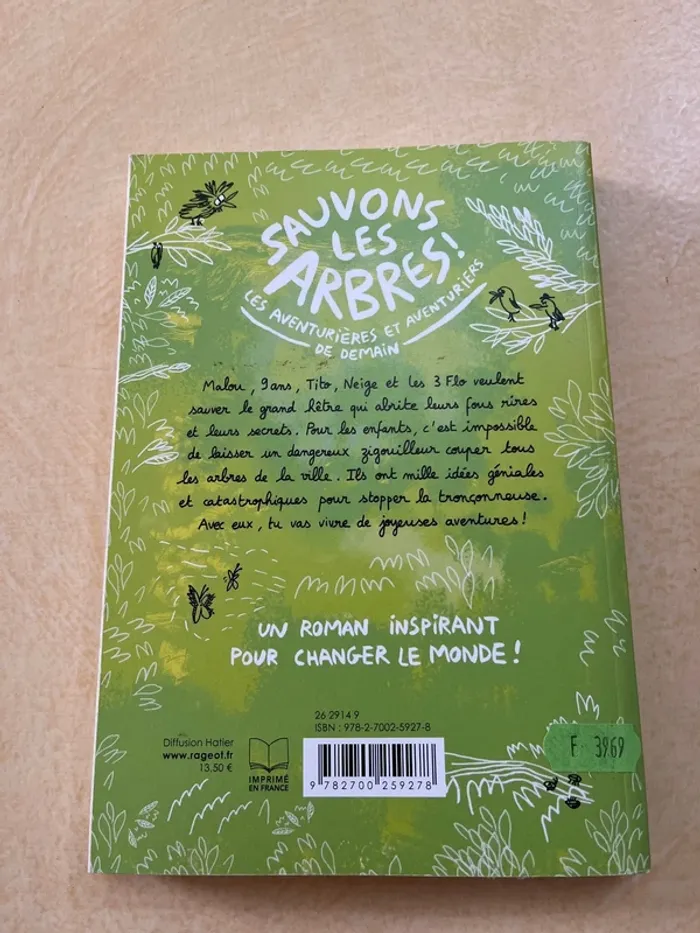 SAUVONS
LES
ARBRES!
LES AVENTURIÈRES ET AVENTURIERS
DE DEMAIN
Malou, 9 ans, Tito, Neige et les 3 Flo veulent
sauver le grand hêtre qui abrite leurs fous rires
et leurs secrets. Pour les enfants, c'est impossible
de laisser un dangereux zigouilleur couper tous
les arbres de la ville. Ils ont mille idées géniales
et catastrophiques pour stopper la tronçonneuse.
Avec eux, tu vas vivre de joyeuses aventures!
UN ROMAN INSPIRANT
POUR CHANGER LE MONDE!
26 2914 9
ISBN : 978-2-7002-5927-8
Diffusion Hatier
www.rageot.fr
13,50 €
IMPRIMÉ
EN FRANCE
9 782700 259278
F 3969